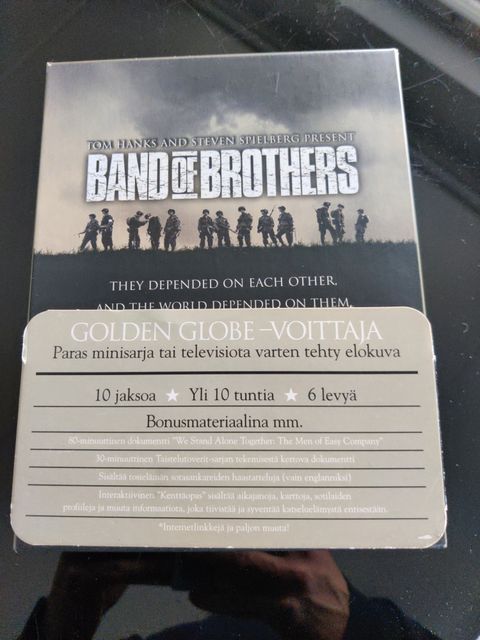 TOM HANKS AND STEVEN SPIELBERG PRESENT
BAND OF BROTHERS
THEY DEPENDED ON EACH OTHER,
AND THE WORLD DEPENDED ON THEM.
GOLDEN GLOBE –VOITTAJA
Paras minisarja tai televisiota varten tehty elokuva
10 jaksoa ★ Yli 10 tuntia ★ 6 levyä
Bonusmateriaalina mm.
80-minuuttinen dokumentti "We Stand Alone Together: The Men of Easy Company"
30-minuutin Taistelutoverit-sarjan tekemisestä kertova dokumentti
Sisältää tosielämän sotasankareiden haastatteluja (vain englanniksi)
Interaktiivinen "Kenttäopas" sisältää aikajanoja, karttoja, sotilaiden
profiileja ja muuta informaatiota, joka tiivistää ja syventää katseluelämystä entisestään.
*Internetlinkkejä ja paljon muuta!